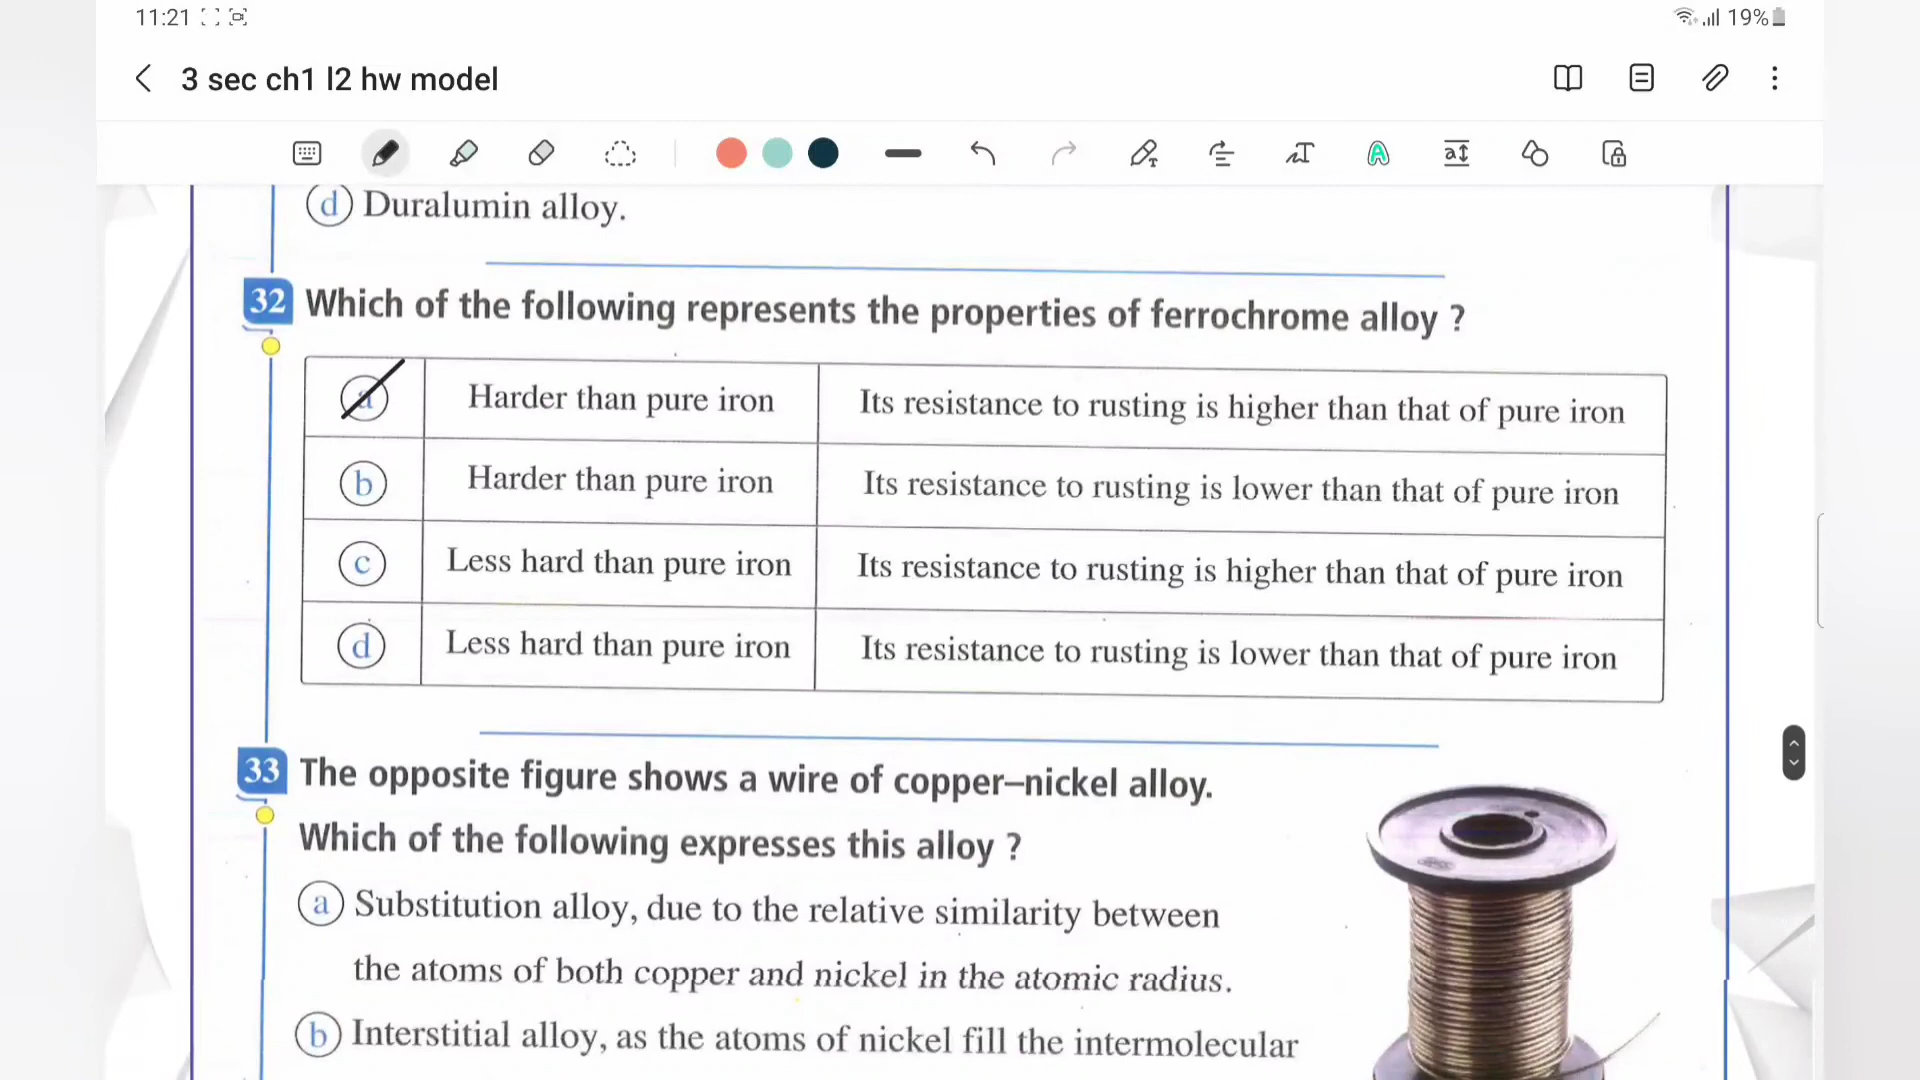 11:21
19%
3 sec ch1 l2 hw model
d Duralumin alloy.
32 Which of the following represents the properties of ferrochrome alloy ?
a Harder than pure iron Its resistance to rusting is higher than that of pure iron
b Harder than pure iron Its resistance to rusting is lower than that of pure iron
c Less hard than pure iron Its resistance to rusting is higher than that of pure iron
d Less hard than pure iron Its resistance to rusting is lower than that of pure iron
33 The opposite figure shows a wire of copper–nickel alloy.
Which of the following expresses this alloy ?
a Substitution alloy, due to the relative similarity between
the atoms of both copper and nickel in the atomic radius.
b Interstitial alloy, as the atoms of nickel fill the intermolecular